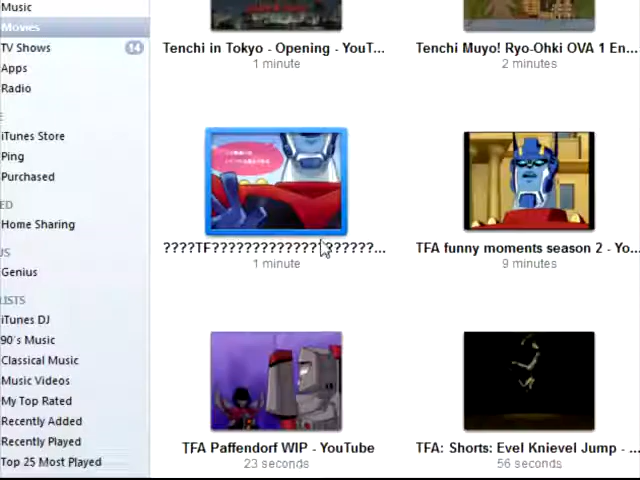 Music
Movies
TV Shows 14
Apps
Radio
iTunes Store
Ping
Purchased
Home Sharing
Genius
iTunes DJ
90's Music
Classical Music
Music Videos
My Top Rated
Recently Added
Recently Played
Top 25 Most Played
Tenchi in Tokyo - Opening - YouT...
1 minute
Tenchi Muyo! Ryo-Ohki OVA 1 En...
2 minutes
????TF?????????????
1 minute
TFA funny moments season 2 - Yo...
9 minutes
TFA Paffendorf WIP - YouTube
23 seconds
TFA: Shorts: Evel Knievel Jump - ...
56 seconds